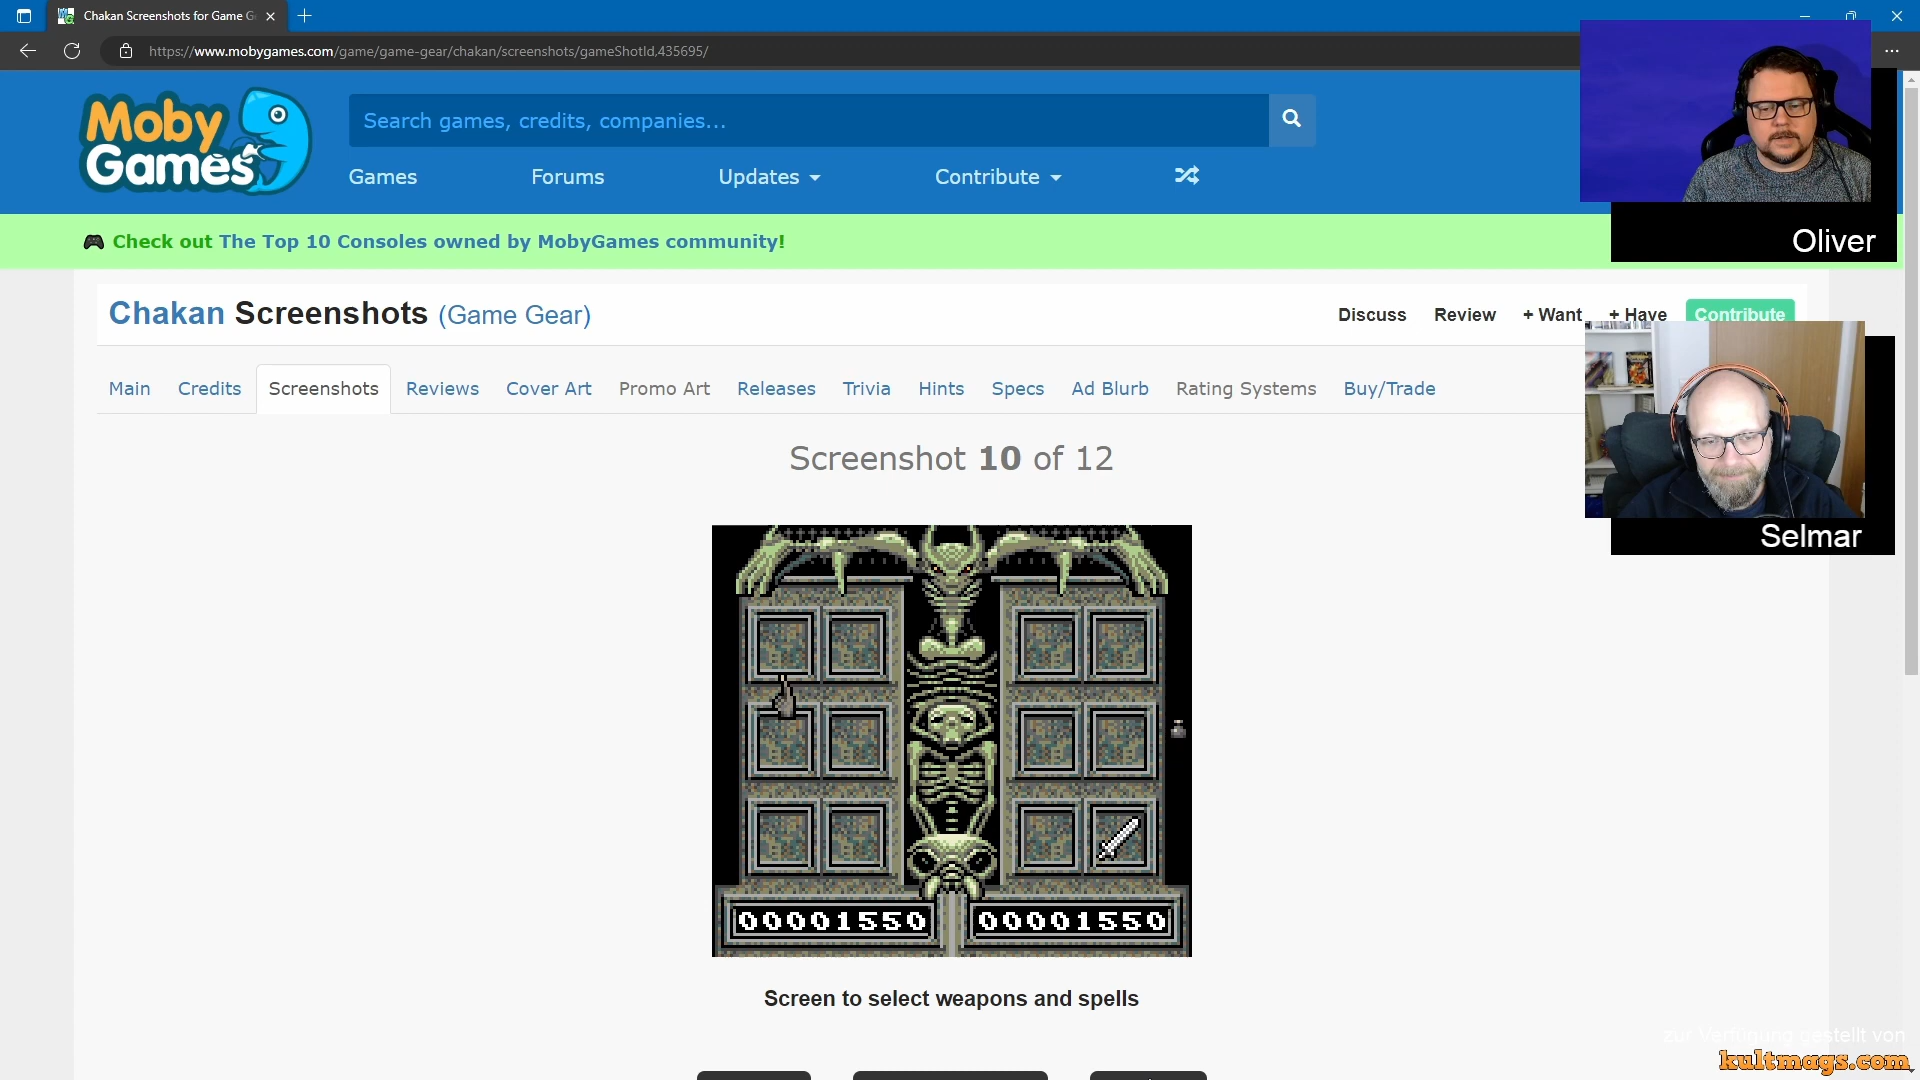 Chakan Screenshots for Game G
https://www.mobygames.com/game/game-gear/chakan/screenshots/gameShotId,435695/
Moby Games
Search games, credits, companies...
Games Forums Updates Contribute
Check out The Top 10 Consoles owned by MobyGames community!
Oliver
Chakan Screenshots (Game Gear)
Discuss Review + Want + Have Contribute
Main Credits Screenshots Reviews Cover Art Promo Art Releases Trivia Hints Specs Ad Blurb Rating Systems Buy/Trade
Screenshot 10 of 12
Selmar
00001550 00001550
Screen to select weapons and spells
zur Verfügung gestellt von
kultmags.com